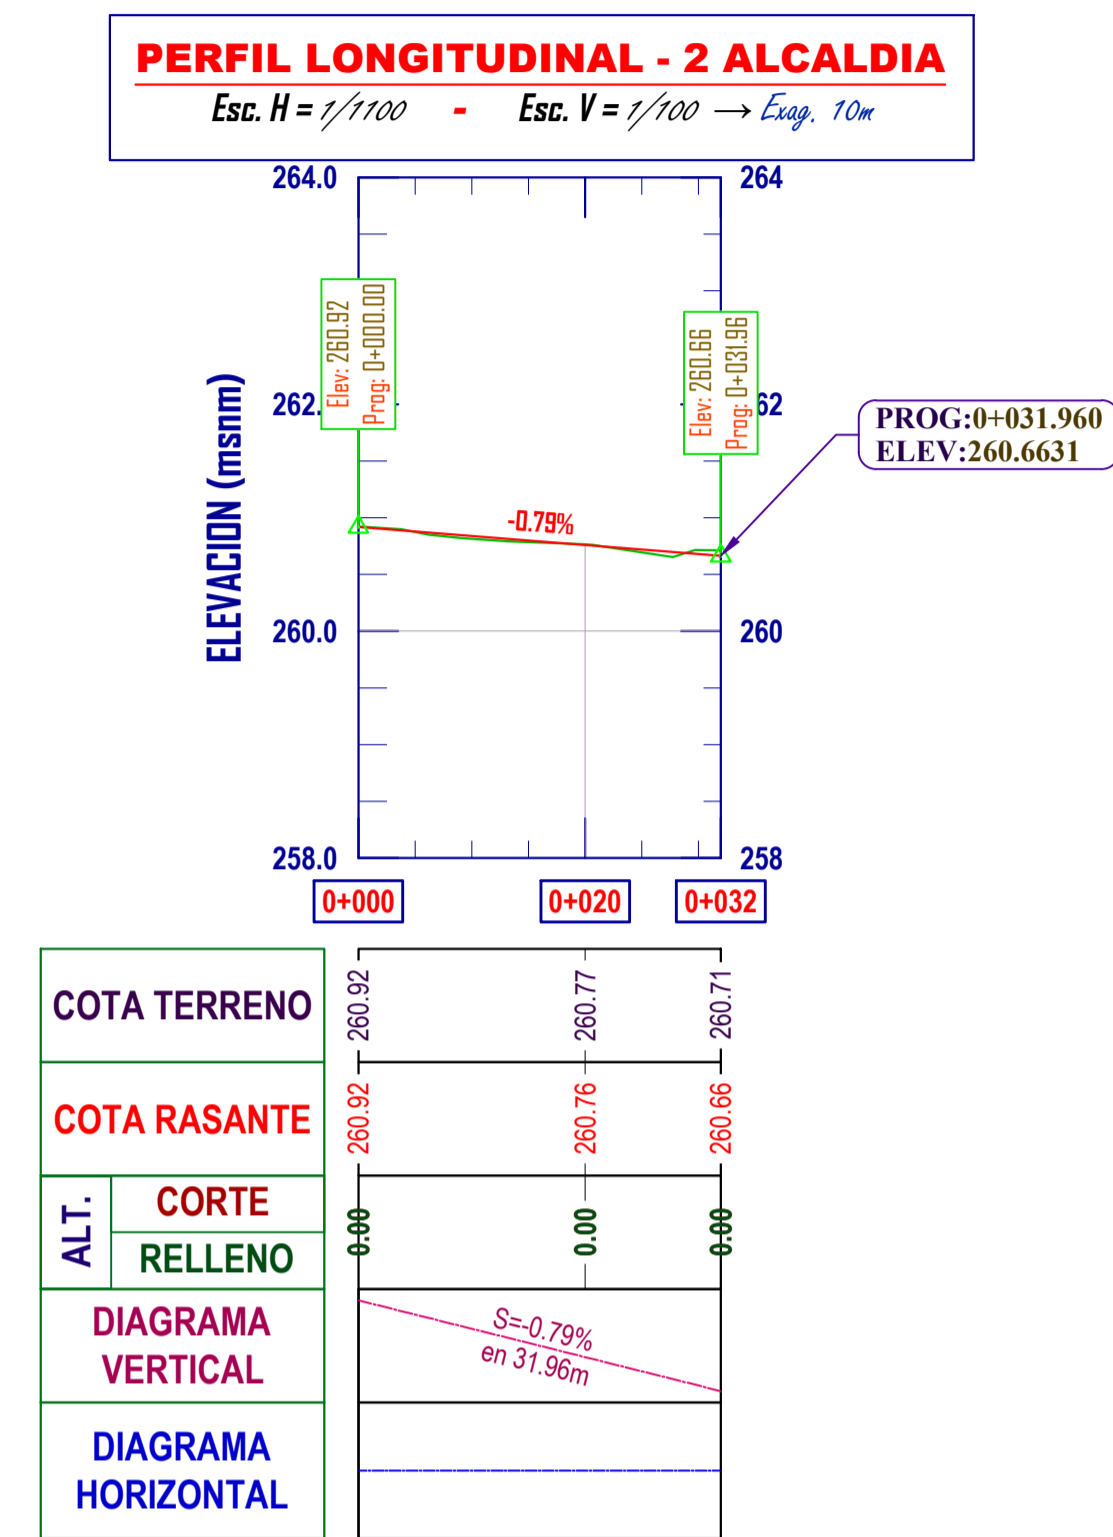 PERFIL LONGITUDINAL - 2 ALCALDIA
Esc. H = 1/1100 - Esc. V = 1/100 → Exag. 10m
264.0
264
Elev: 260.92
Prog: 0+000.00
Elev: 260.66
Prog: 0+031.96
262.
62
PROG:0+031.960
ELEV:260.6631
ELEVACION (msnm)
-0.79%
260.0
260
258.0
258
0+000
0+020
0+032
COTA TERRENO
260.92
260.77
260.71
COTA RASANTE
260.92
260.76
260.66
ALT.
CORTE
RELLENO
0.00
0.00
0.00
DIAGRAMA
VERTICAL
S=-0.79%
en 31.96m
DIAGRAMA
HORIZONTAL